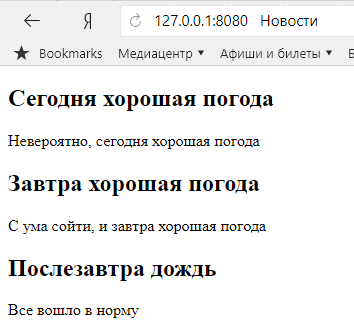 Я 127.0.0.1:8080 Новости
Bookmarks Медиацентр Афиши и билеты
Сегодня хорошая погода
Невероятно, сегодня хорошая погода
Завтра хорошая погода
С ума сойти, и завтра хорошая погода
Послезавтра дождь
Все вошло в норму